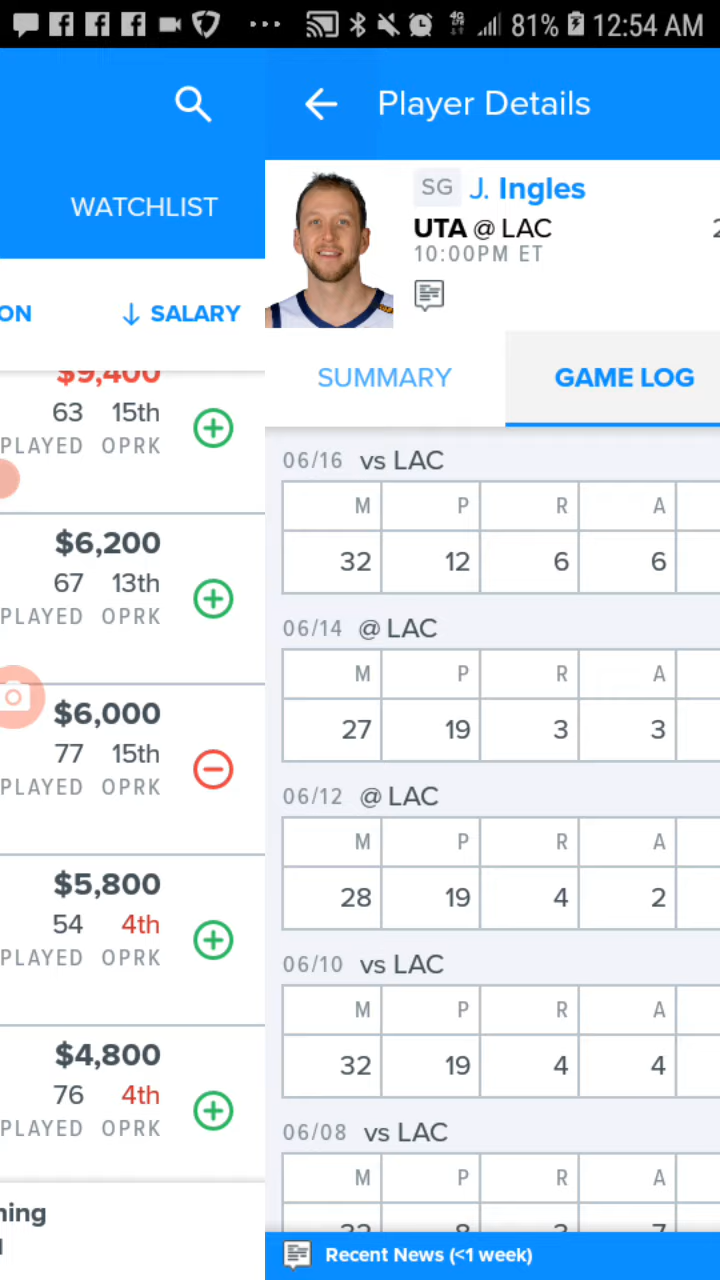 81% 12:54 AM
WATCHLIST
ON ↓ SALARY
$9,400
63 15th
PLAYED OPRK
$6,200
67 13th
PLAYED OPRK
$6,000
77 15th
PLAYED OPRK
$5,800
54 4th
PLAYED OPRK
$4,800
76 4th
PLAYED OPRK
ning
← Player Details
SG J. Ingles
UTA @ LAC 2
10:00PM ET
SUMMARY GAME LOG
06/16 vs LAC
M P R A
32 12 6 6
06/14 @ LAC
M P R A
27 19 3 3
06/12 @ LAC
M P R A
28 19 4 2
06/10 vs LAC
M P R A
32 19 4 4
06/08 vs LAC
M P R A
Recent News (<1 week)